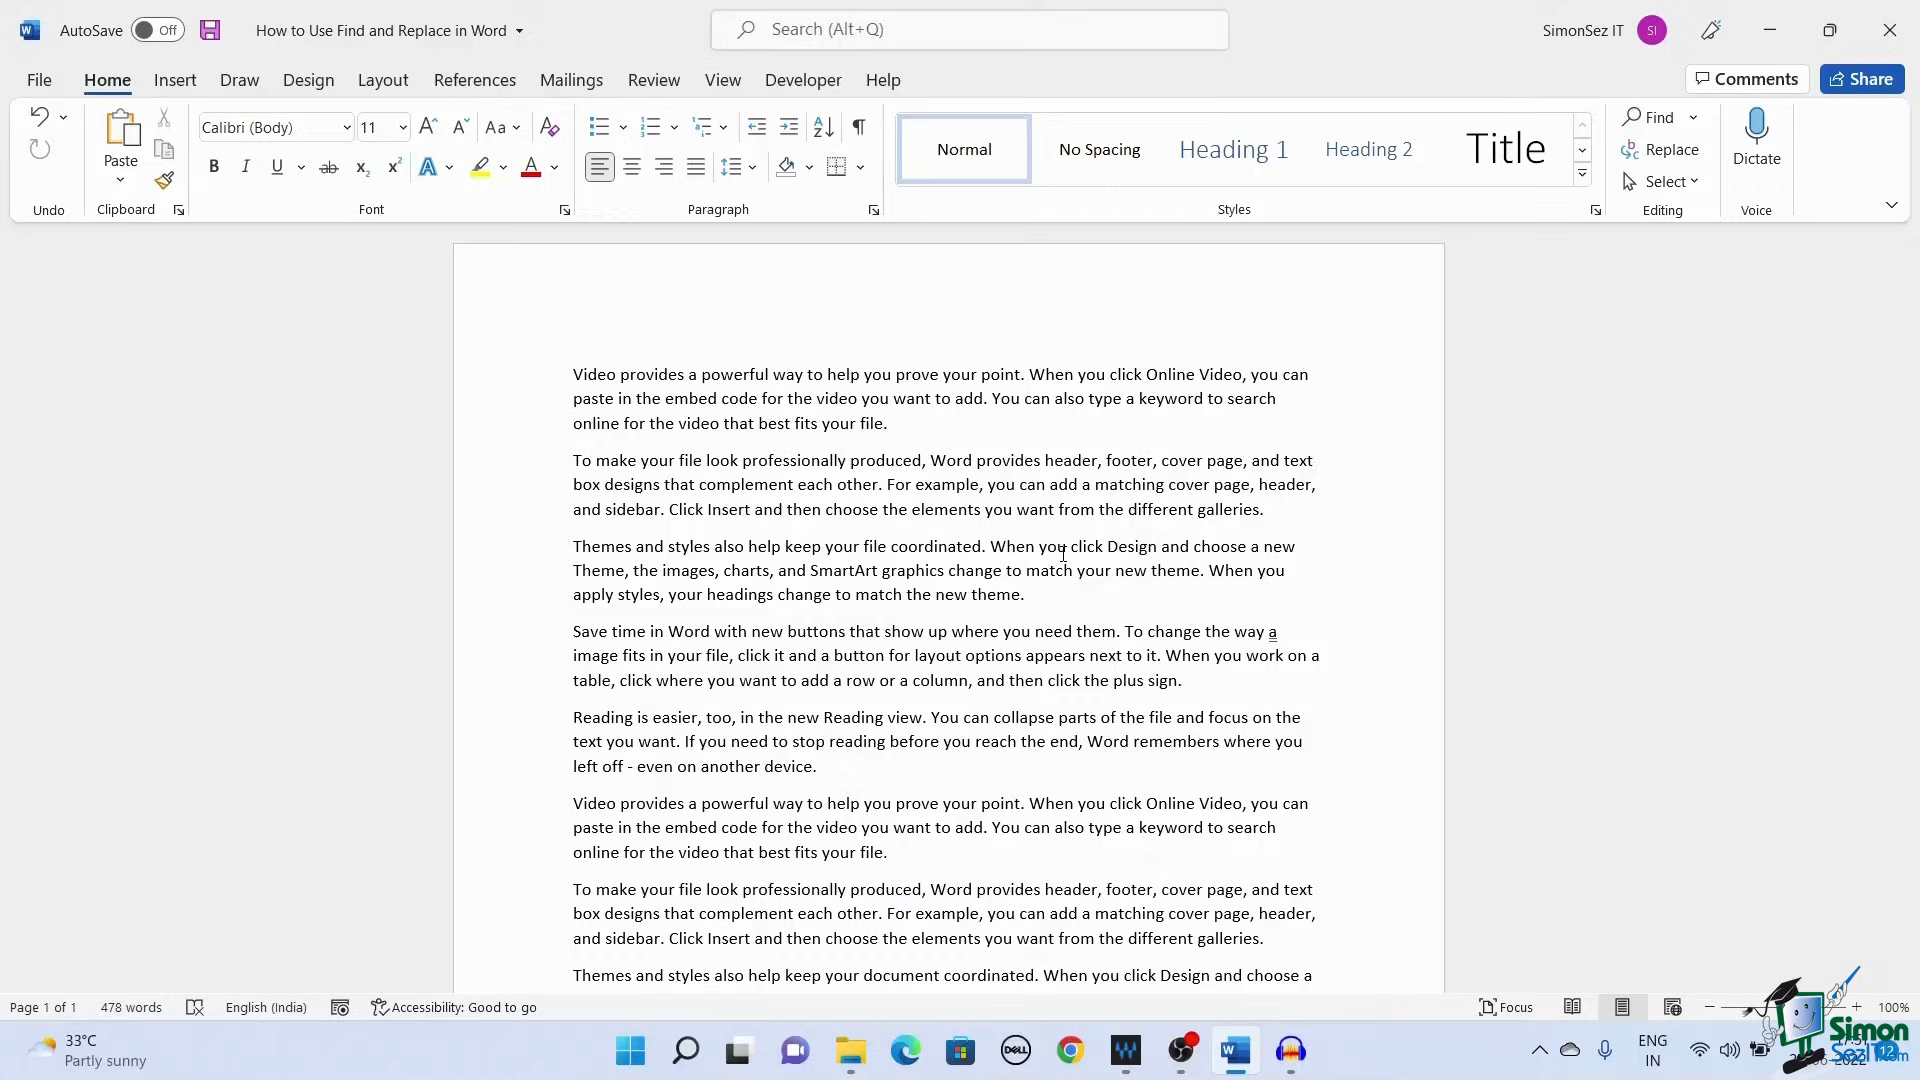 AutoSave Off How to Use Find and Replace in Word Search (Alt+Q) SimonSez IT SI
File Home Insert Draw Design Layout References Mailings Review View Developer Help Comments Share
Calibri (Body) 11 Aa
Normal No Spacing Heading 1 Heading 2 Title
Find
Replace
Select
Paste
B I U ab x₂ x² A A
Dictate
Undo Clipboard Font Paragraph Styles Editing Voice
Video provides a powerful way to help you prove your point. When you click Online Video, you can
paste in the embed code for the video you want to add. You can also type a keyword to search
online for the video that best fits your file.
To make your file look professionally produced, Word provides header, footer, cover page, and text
box designs that complement each other. For example, you can add a matching cover page, header,
and sidebar. Click Insert and then choose the elements you want from the different galleries.
Themes and styles also help keep your file coordinated. When you click Design and choose a new
Theme, the images, charts, and SmartArt graphics change to match your new theme. When you
apply styles, your headings change to match the new theme.
Save time in Word with new buttons that show up where you need them. To change the way a
image fits in your file, click it and a button for layout options appears next to it. When you work on a
table, click where you want to add a row or a column, and then click the plus sign.
Reading is easier, too, in the new Reading view. You can collapse parts of the file and focus on the
text you want. If you need to stop reading before you reach the end, Word remembers where you
left off - even on another device.
Video provides a powerful way to help you prove your point. When you click Online Video, you can
paste in the embed code for the video you want to add. You can also type a keyword to search
online for the video that best fits your file.
To make your file look professionally produced, Word provides header, footer, cover page, and text
box designs that complement each other. For example, you can add a matching cover page, header,
and sidebar. Click Insert and then choose the elements you want from the different galleries.
Themes and styles also help keep your document coordinated. When you click Design and choose a
Page 1 of 1 478 words English (India) Accessibility: Good to go Focus 100%
33°C
Partly sunny
DELL
ENG
IN
Simon
SezIT